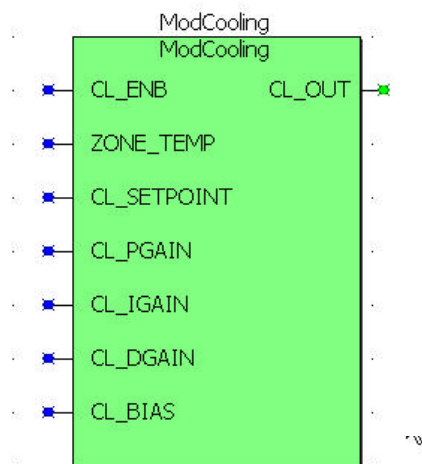 ModCooling
ModCooling
CL_ENB CL_OUT
ZONE_TEMP
CL_SETPOINT
CL_PGAIN
CL_IGAIN
CL_DGAIN
CL_BIAS